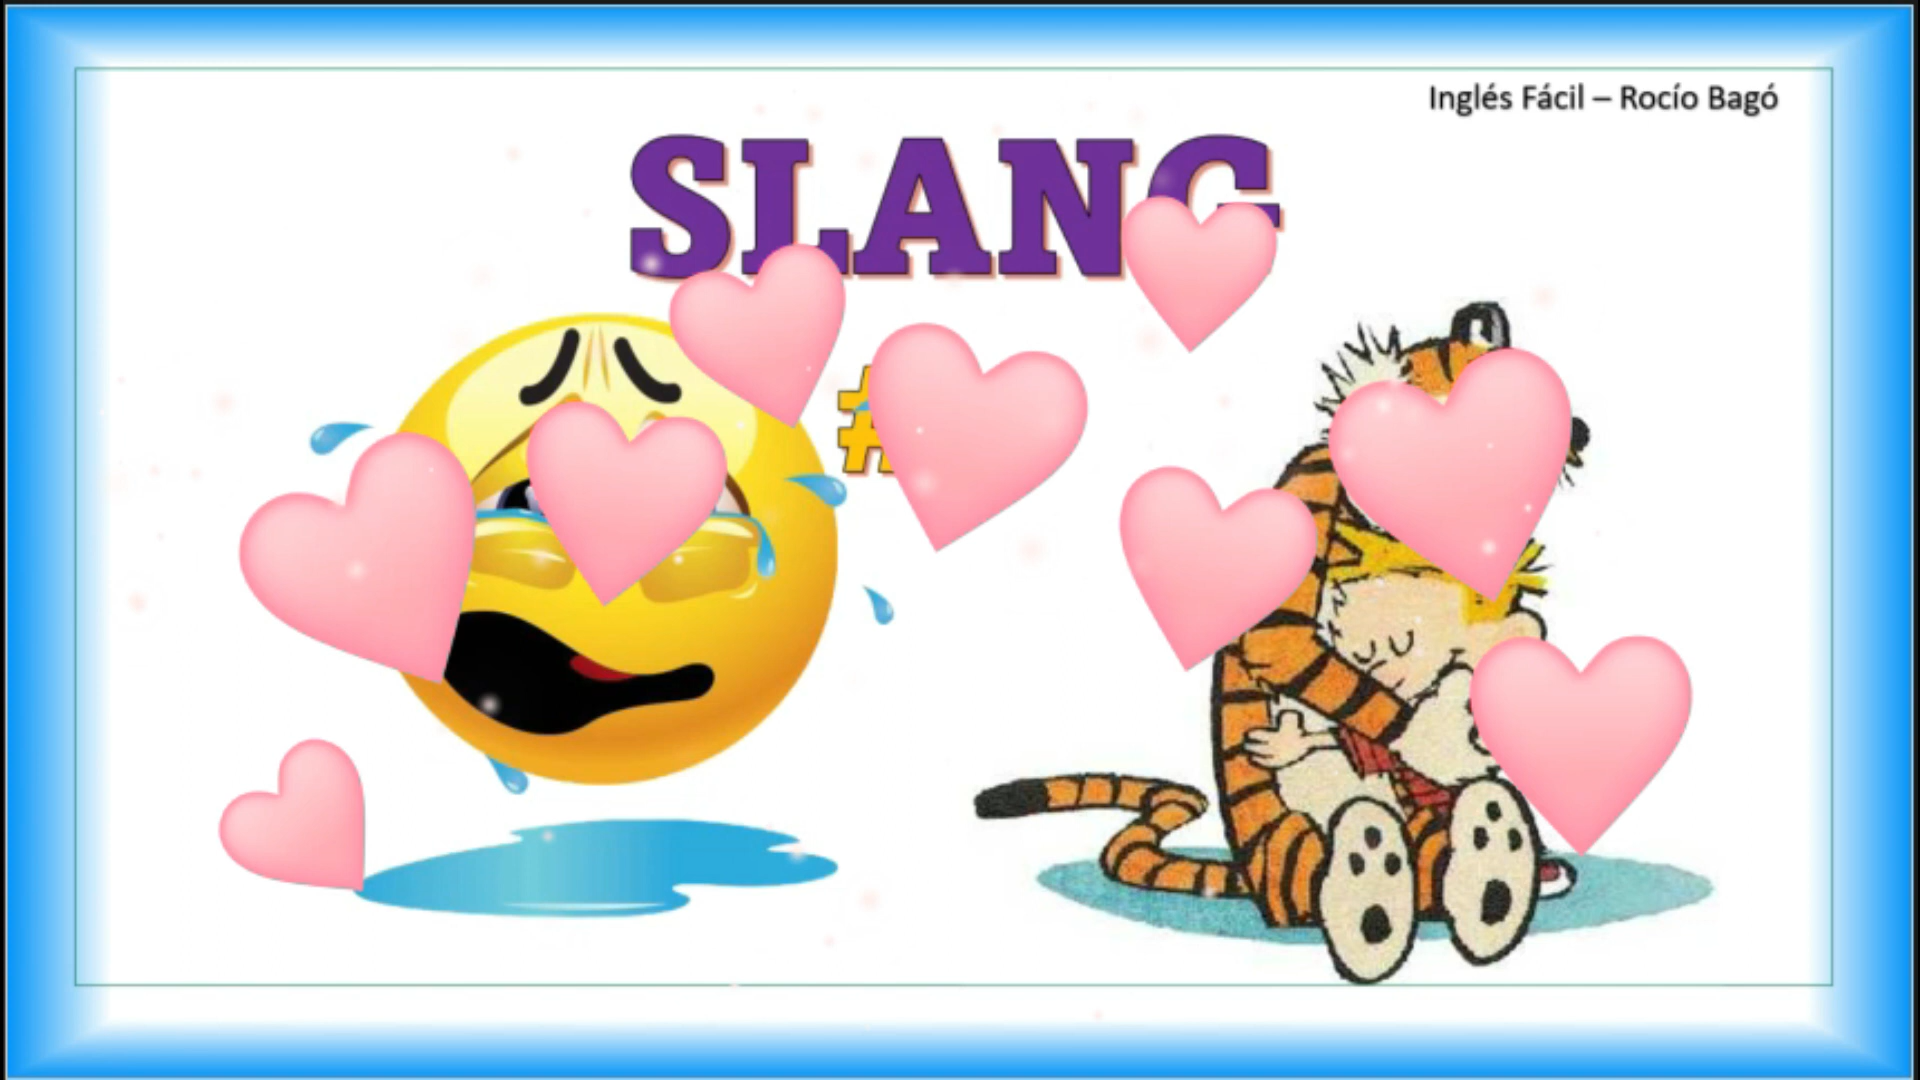 Inglés Fácil – Rocío Bagó
SLANG
#